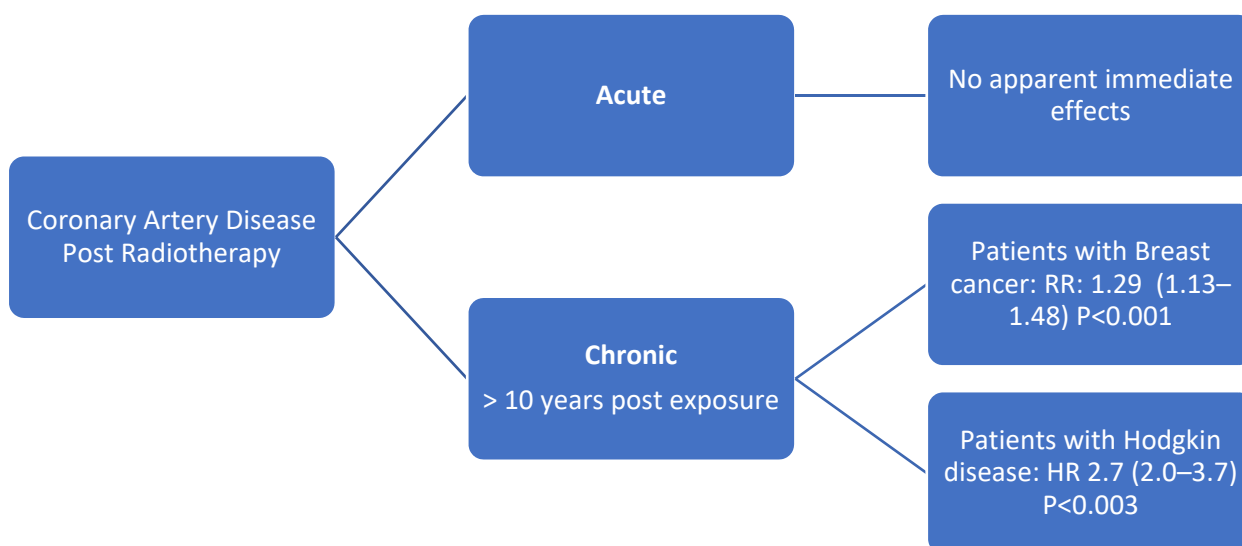 Coronary Artery Disease
Post Radiotherapy
Acute
No apparent immediate
effects
Chronic
> 10 years post exposure
Patients with Breast
cancer: RR: 1.29 (1.13–
1.48) P<0.001
Patients with Hodgkin
disease: HR 2.7 (2.0–3.7)
P<0.003